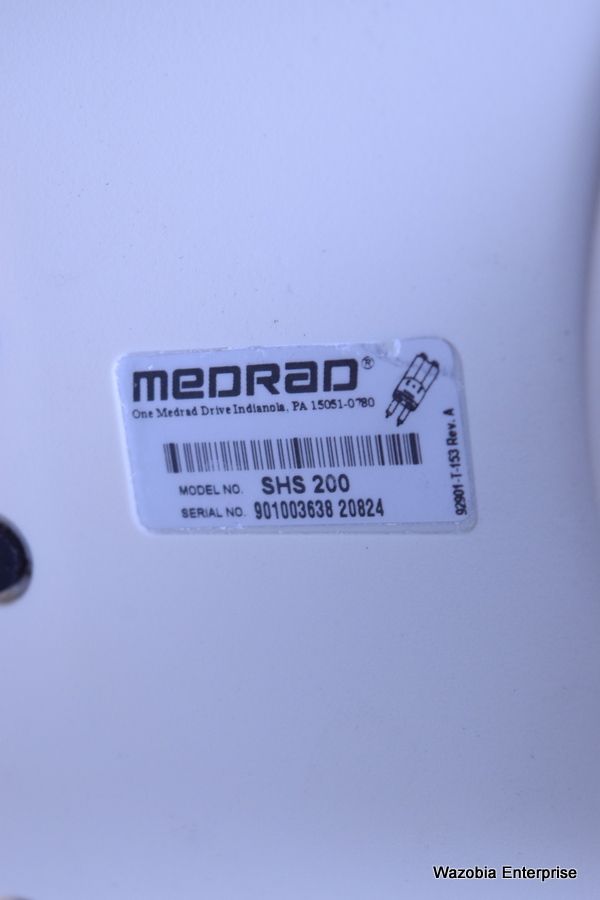 MEDRAD®
One Medrad Drive Indianola, PA 15051-0780
MODEL NO. SHS 200
SERIAL NO. 901003638 20824
92901-T-153 Rev. A
Wazobia Enterprise